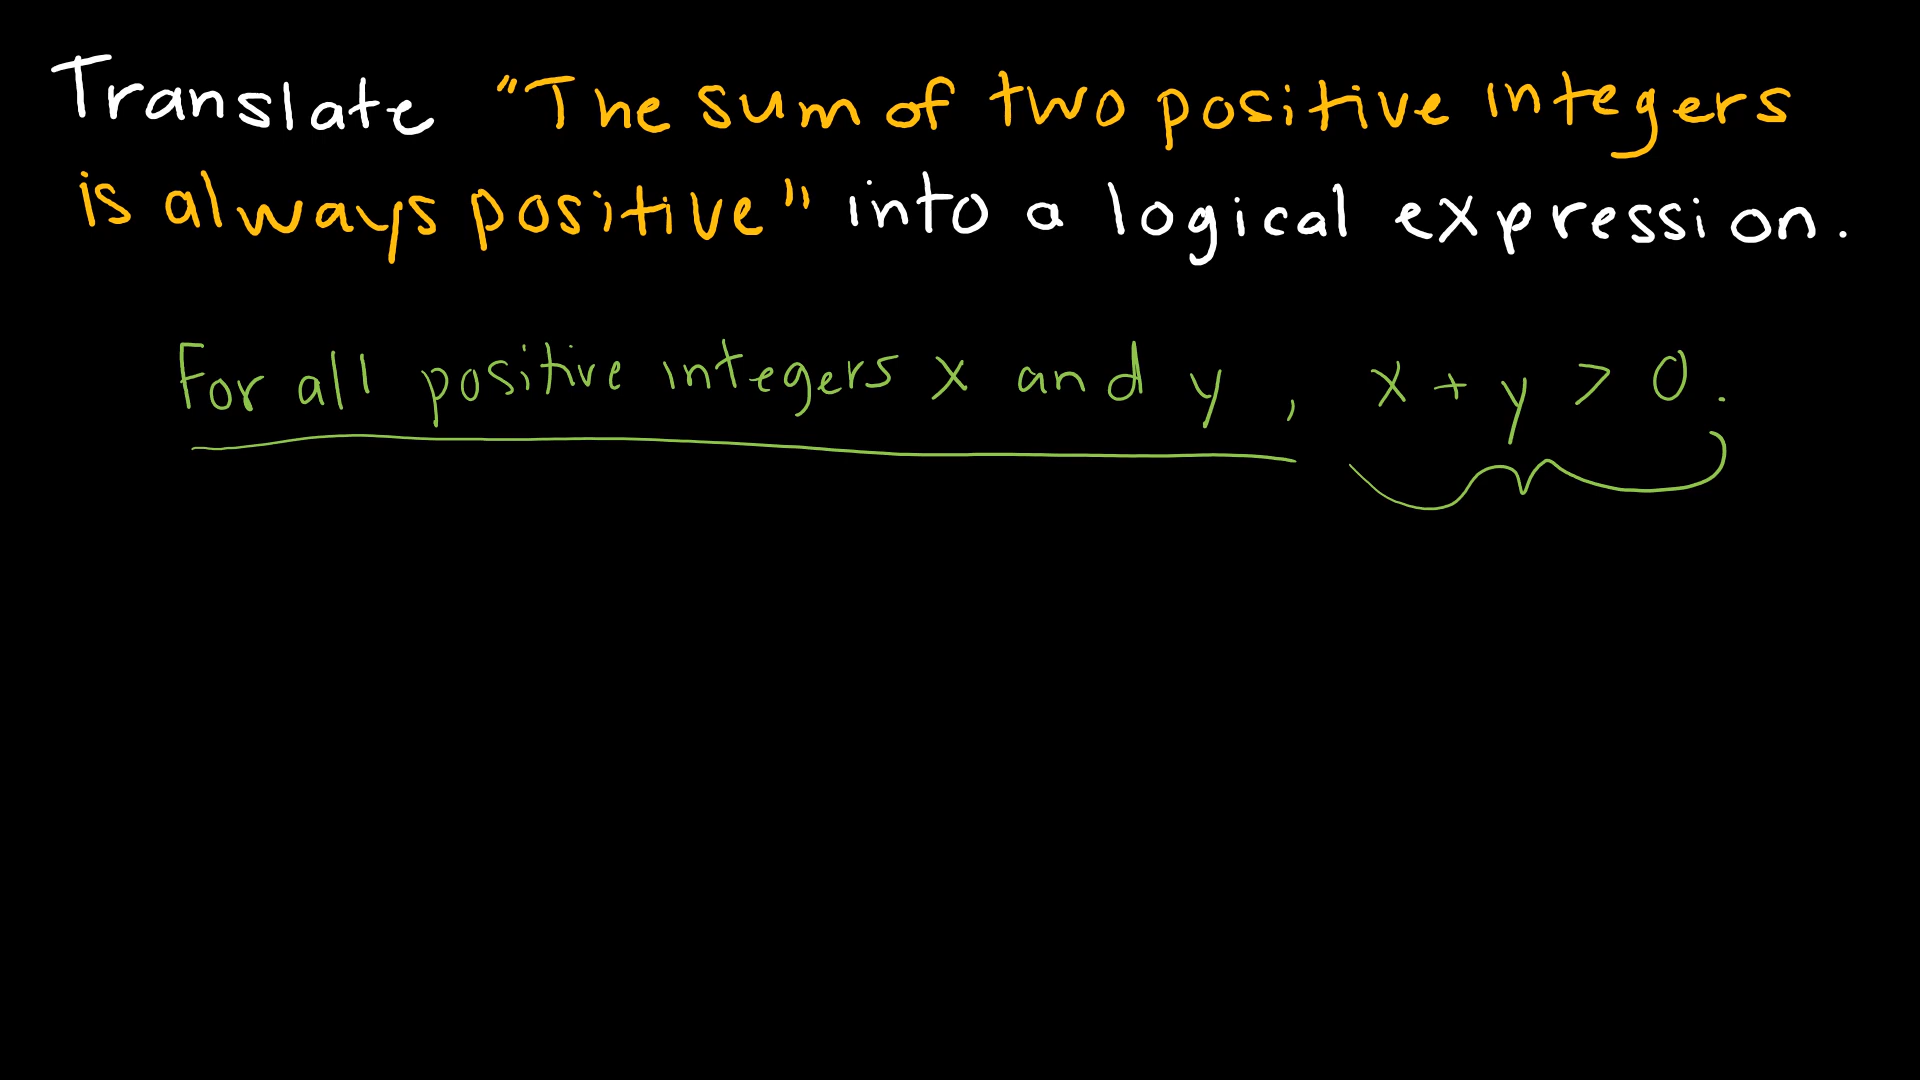 Translate "The sum of two positive integers
is always positive" into a logical expression.
For all positive integers x and y, x + y > 0.